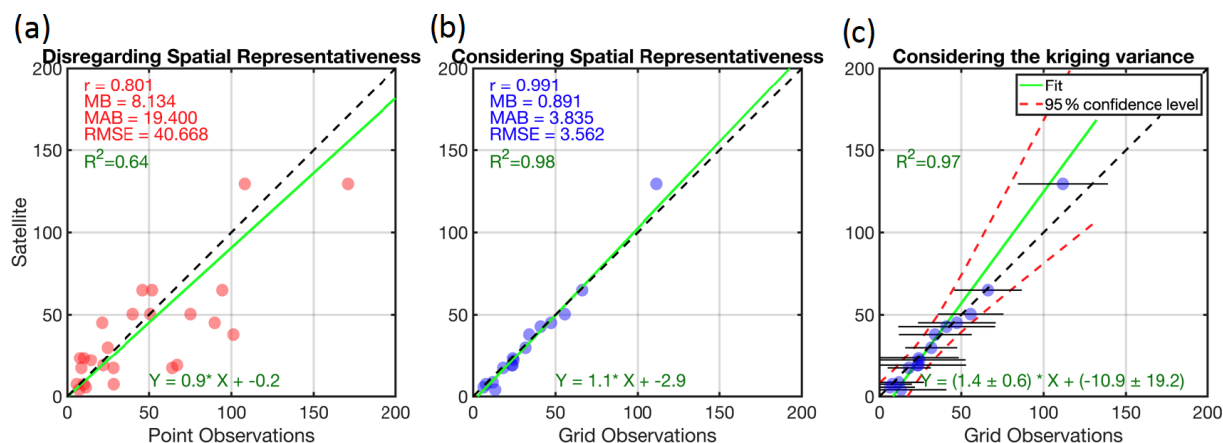 (a)
Disregarding Spatial Representativeness
r = 0.801
MB = 8.134
MAB = 19.400
RMSE = 40.668
R²=0.64
Y = 0.9* X + -0.2
200
150
100
50
0
Satellite
0 50 100 150 200
Point Observations
(b)
Considering Spatial Representativeness
r = 0.991
MB = 0.891
MAB = 3.835
RMSE = 3.562
R²=0.98
Y = 1.1* X + -2.9
200
150
100
50
0
0 50 100 150 200
Grid Observations
(c)
Considering the kriging variance
Fit
95 % confidence level
R²=0.97
Y = (1.4 ± 0.6) * X + (-10.9 ± 19.2)
200
150
100
50
0
0 50 100 150 200
Grid Observations